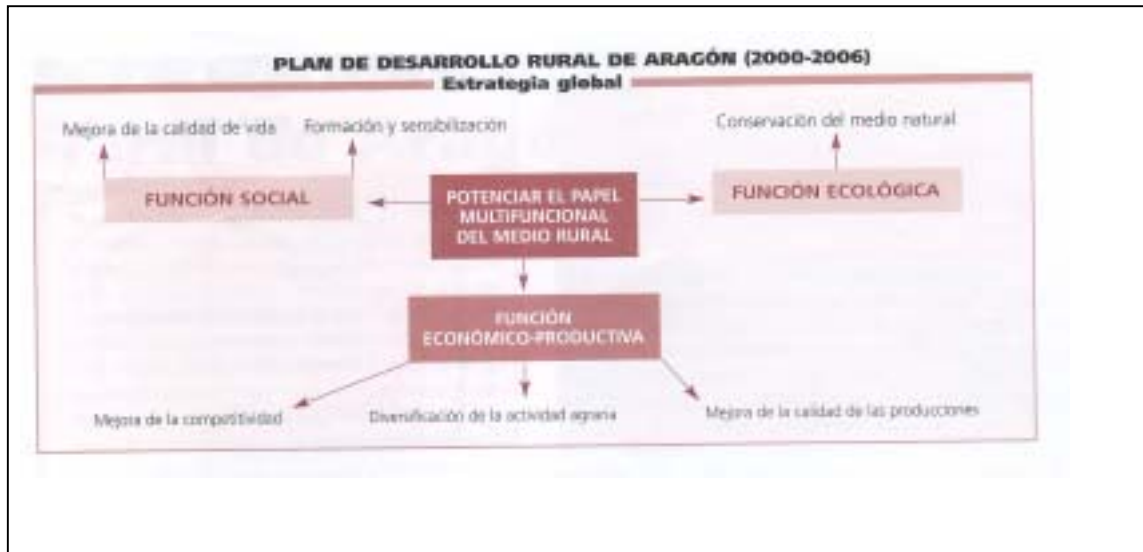 PLAN DE DESARROLLO RURAL DE ARAGÓN (2000-2006)
Estrategia global
Mejora de la calidad de vida
Formación y sensibilización
Conservación del medio natural
FUNCIÓN SOCIAL
POTENCIAR EL PAPEL
MULTIFUNCIONAL
DEL MEDIO RURAL
FUNCIÓN ECOLÓGICA
FUNCIÓN
ECONÓMICO-PRODUCTIVA
Mejora de la competitividad
Diversificación de la actividad agraria
Mejora de la calidad de las producciones